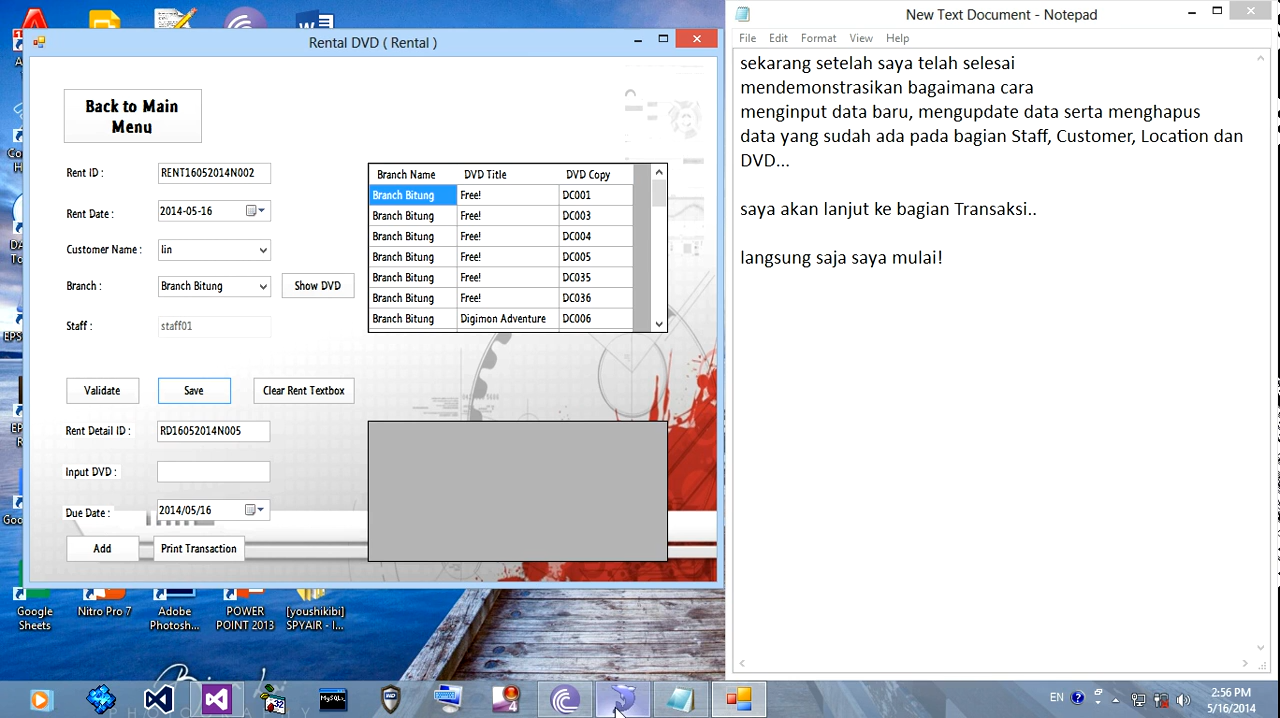 New Text Document - Notepad
Rental DVD ( Rental )
File Edit Format View Help
sekarang setelah saya telah selesai
mendemonstrasikan bagaimana cara
menginput data baru, mengupdate data serta menghapus
data yang sudah ada pada bagian Staff, Customer, Location dan
DVD...
saya akan lanjut ke bagian Transaksi..
langsung saja saya mulai!
Back to Main
Menu
Rent ID : RENT16052014N002
Rent Date : 2014-05-16
Customer Name : lin
Branch : Branch Bitung Show DVD
Staff : staff01
Branch Name DVD Title DVD Copy
Branch Bitung Free! DC001
Branch Bitung Free! DC003
Branch Bitung Free! DC004
Branch Bitung Free! DC005
Branch Bitung Free! DC035
Branch Bitung Free! DC036
Branch Bitung Digimon Adventure DC006
Validate Save Clear Rent Textbox
Rent Detail ID : RD16052014N005
Input DVD :
Due Date : 2014/05/16
Add Print Transaction
Google
Sheets
Nitro Pro 7
Adobe
Photosh...
POWER
POINT 2013
[youshikibi]
SPYAIR - I...
EN
2:56 PM
5/16/2014